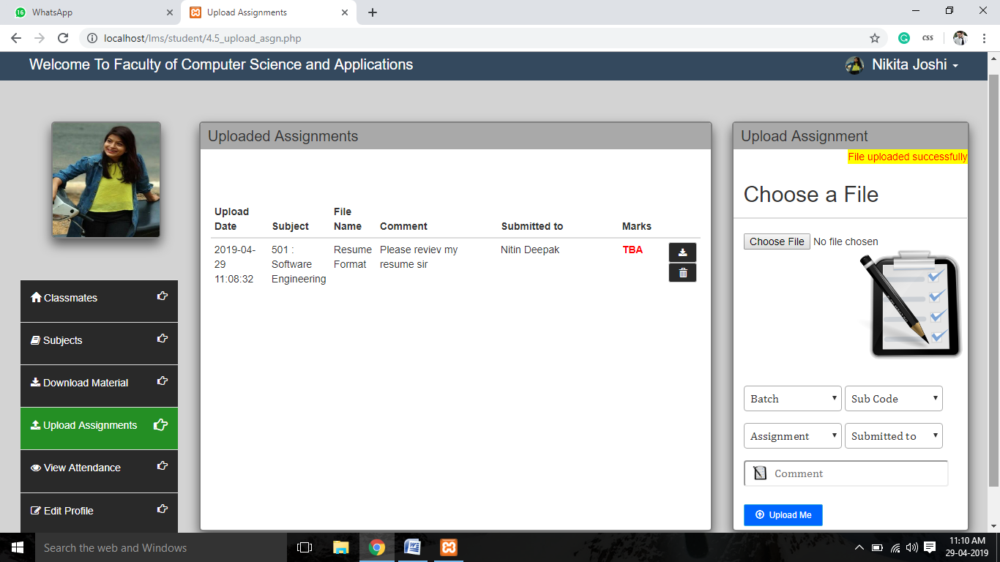 16 WhatsApp
Upload Assignments
localhost/lms/student/4.5_upload_asgn.php
css
Welcome To Faculty of Computer Science and Applications
Nikita Joshi
Classmates
Subjects
Download Material
Upload Assignments
View Attendance
Edit Profile
Uploaded Assignments
Upload Date Subject File Name Comment Submitted to Marks
2019-04-29 11:08:32 501 : Software Engineering Resume Format Please reviev my resume sir Nitin Deepak TBA
Upload Assignment
File uploaded successfully
Choose a File
Choose File No file chosen
Batch Sub Code
Assignment Submitted to
Comment
Upload Me
Search the web and Windows
11:10 AM
29-04-2019